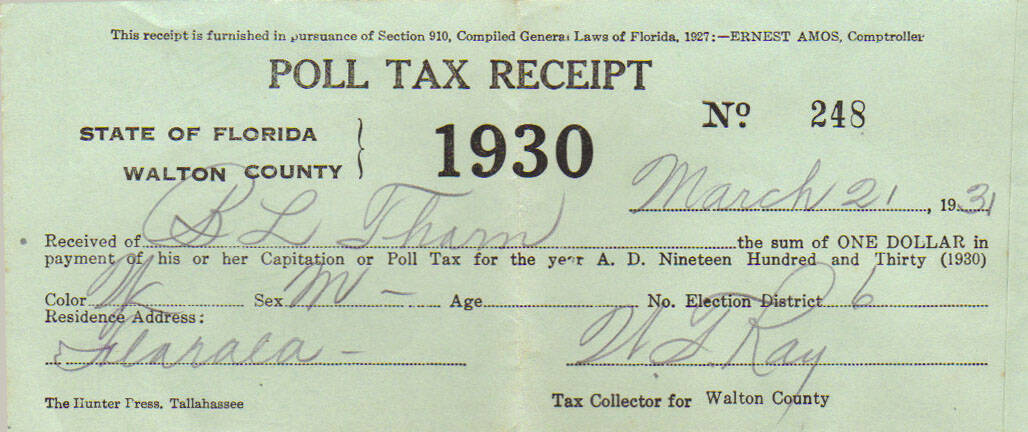 This receipt is furnished in pursuance of Section 910, Compiled General Laws of Florida, 1927:—ERNEST AMOS, Comptroller
POLL TAX RECEIPT
No. 248
STATE OF FLORIDA
WALTON COUNTY
1930
March 21, 1931
Received of B L Tharn the sum of ONE DOLLAR in
payment of his or her Capitation or Poll Tax for the year A. D. Nineteen Hundred and Thirty (1930)
Color W Sex M - Age No. Election District 6
Residence Address:
Florala -
W. F. Ray
The Hunter Press, Tallahassee
Tax Collector for Walton County